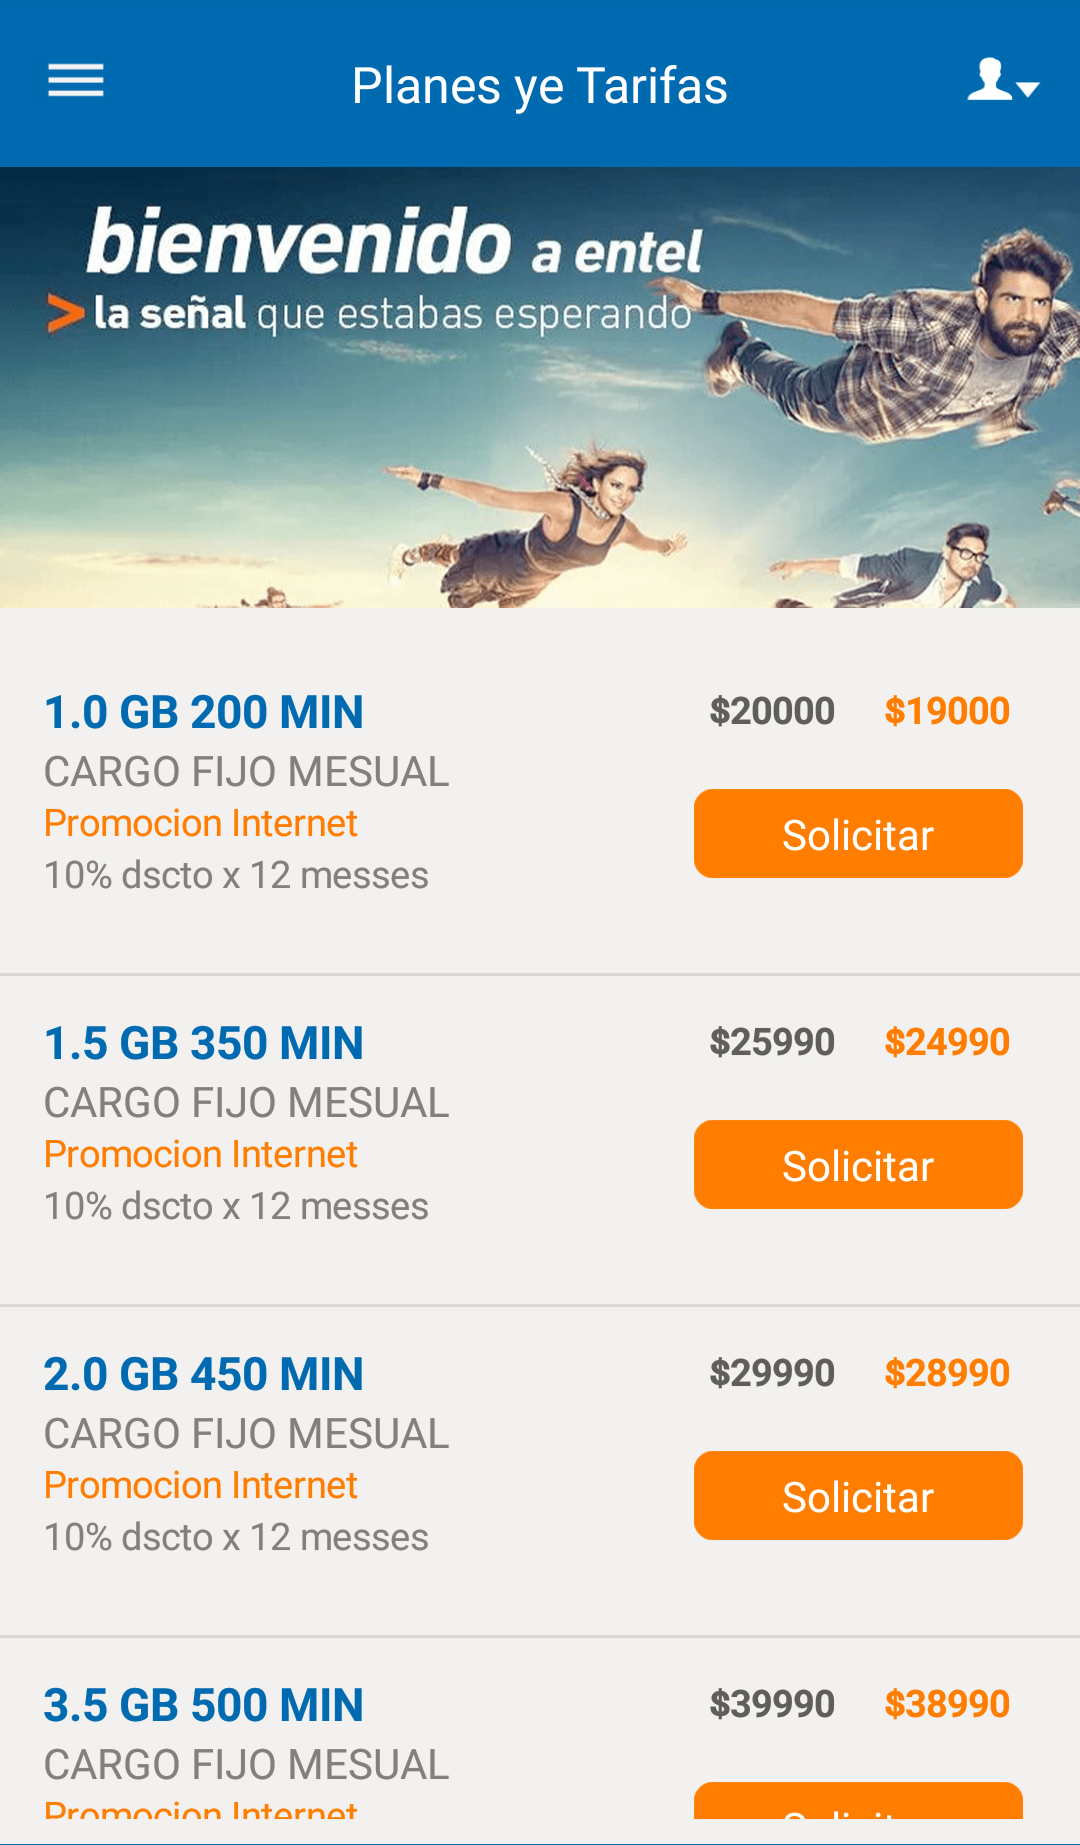 Planes ye Tarifas
bienvenido a entel
> la señal que estabas esperando
1.0 GB 200 MIN
$20000 $19000
CARGO FIJO MESUAL
Promocion Internet
Solicitar
10% dscto x 12 messes
1.5 GB 350 MIN
$25990 $24990
CARGO FIJO MESUAL
Promocion Internet
Solicitar
10% dscto x 12 messes
2.0 GB 450 MIN
$29990 $28990
CARGO FIJO MESUAL
Promocion Internet
Solicitar
10% dscto x 12 messes
3.5 GB 500 MIN
$39990 $38990
CARGO FIJO MESUAL
Promocion Internet